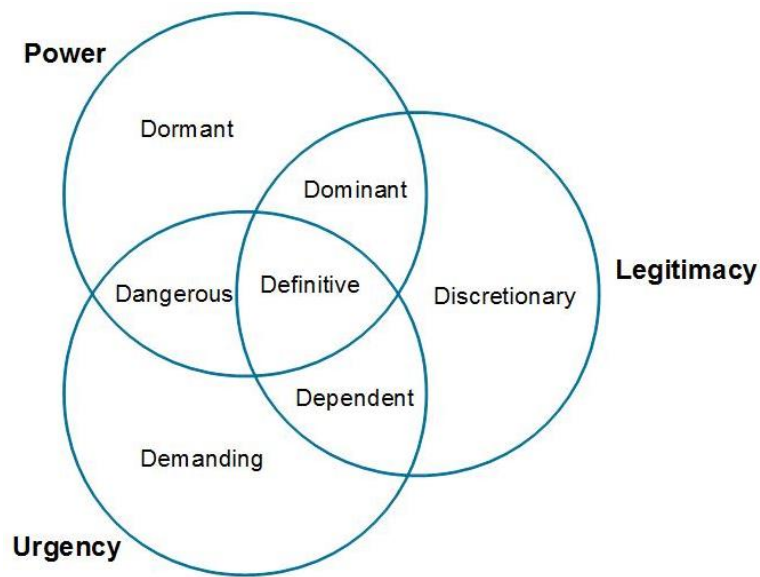 Power
Dormant
Dominant
Legitimacy
Dangerous
Definitive
Discretionary
Dependent
Demanding
Urgency